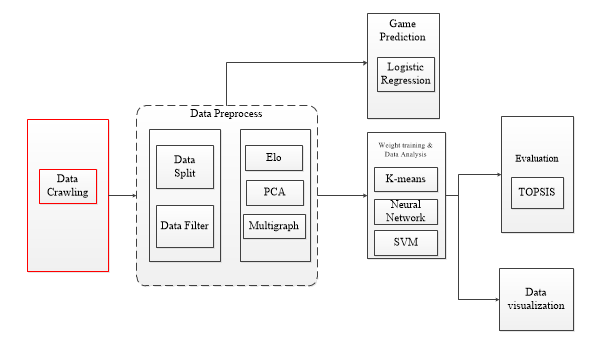 Game
Prediction
Logistic
Regression
Data Preprocess
Data
Crawling
Data
Split
Data Filter
Elo
PCA
Multigraph
Weight training &
Data Analysis
K-means
Neural
Network
SVM
Evaluation
TOPSIS
Data
visualization